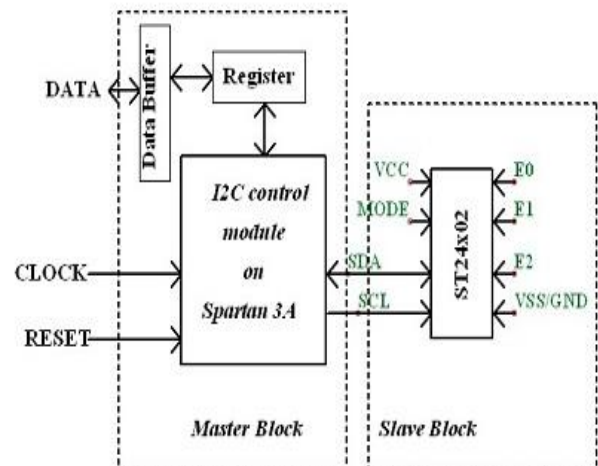 DATA
Data Buffer
Register
I2C control
module
on
Spartan 3A
CLOCK
RESET
Master Block
VCC
MODE
SDA
SCL
ST24x02
E0
E1
E2
VSS/GND
Slave Block